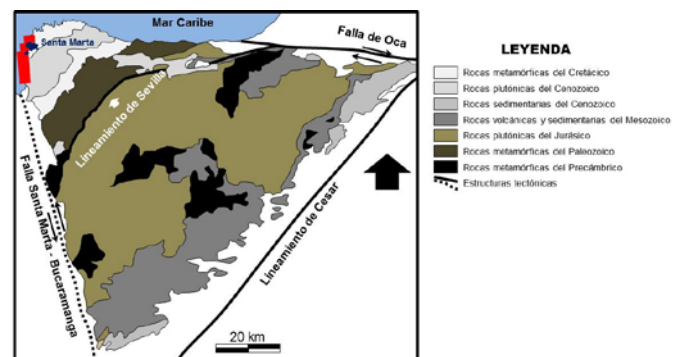 Mar Caribe
Falla de Oca
Santa Marta
Lineamiento de Sevilla
Falla Santa Marta - Bucaramanga
Lineamiento de Cesar
20 km
LEYENDA
Rocas metamórficas del Cretácico
Rocas plutónicas del Cenozoico
Rocas sedimentarias del Cenozoico
Rocas volcánicas y sedimentarias del Mesozoico
Rocas plutónicas del Jurásico
Rocas metamórficas del Paleozoico
Rocas metamórficas del Precámbrico
Estructuras tectónicas